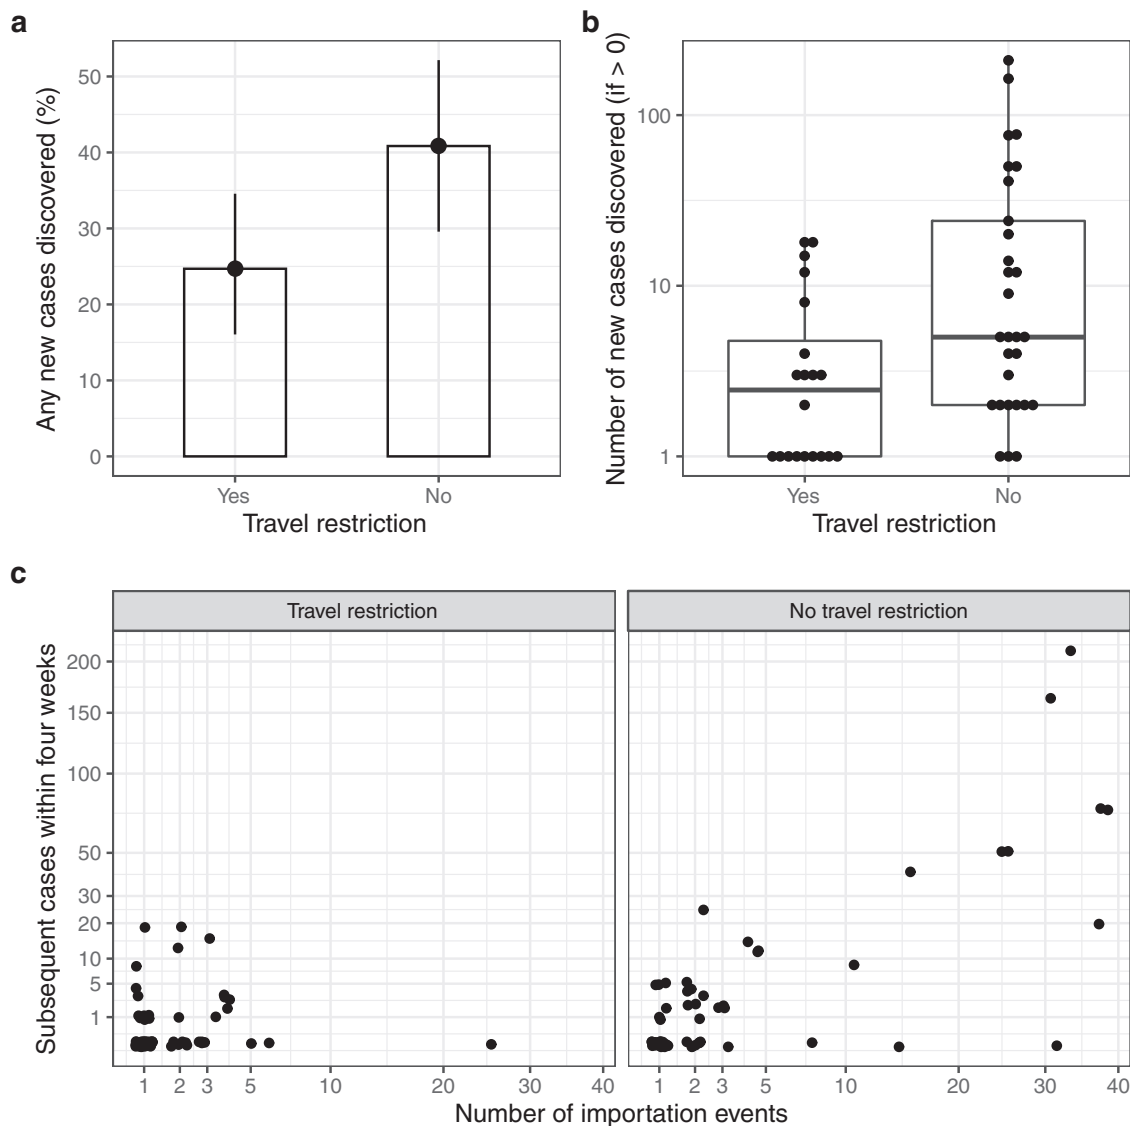 a
Any new cases discovered (%)
50
40
30
20
10
0
Yes
No
Travel restriction
b
Number of new cases discovered (if > 0)
100
10
1
Yes
No
Travel restriction
c
Travel restriction
No travel restriction
Subsequent cases within four weeks
200
150
100
50
30
20
10
5
1
1 2 3 5 10 20 30 40
1 2 3 5 10 20 30 40
Number of importation events